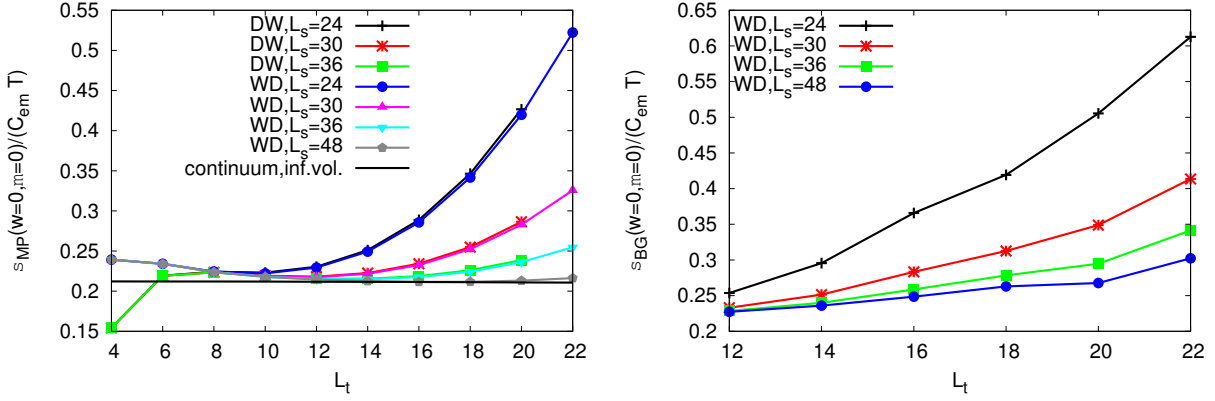 0.55
0.5
0.45
0.4
0.35
0.3
0.25
0.2
0.15
4 6 8 10 12 14 16 18 20 22
L_t
s_MP(w=0,m=0)/(C_em T)
DW,L_s=24
DW,L_s=30
DW,L_s=36
WD,L_s=24
WD,L_s=30
WD,L_s=36
WD,L_s=48
continuum,inf.vol.
0.65
0.6
0.55
0.5
0.45
0.4
0.35
0.3
0.25
0.2
12 14 16 18 20 22
L_t
s_BG(w=0,m=0)/(C_em T)
WD,L_s=24
WD,L_s=30
WD,L_s=36
WD,L_s=48